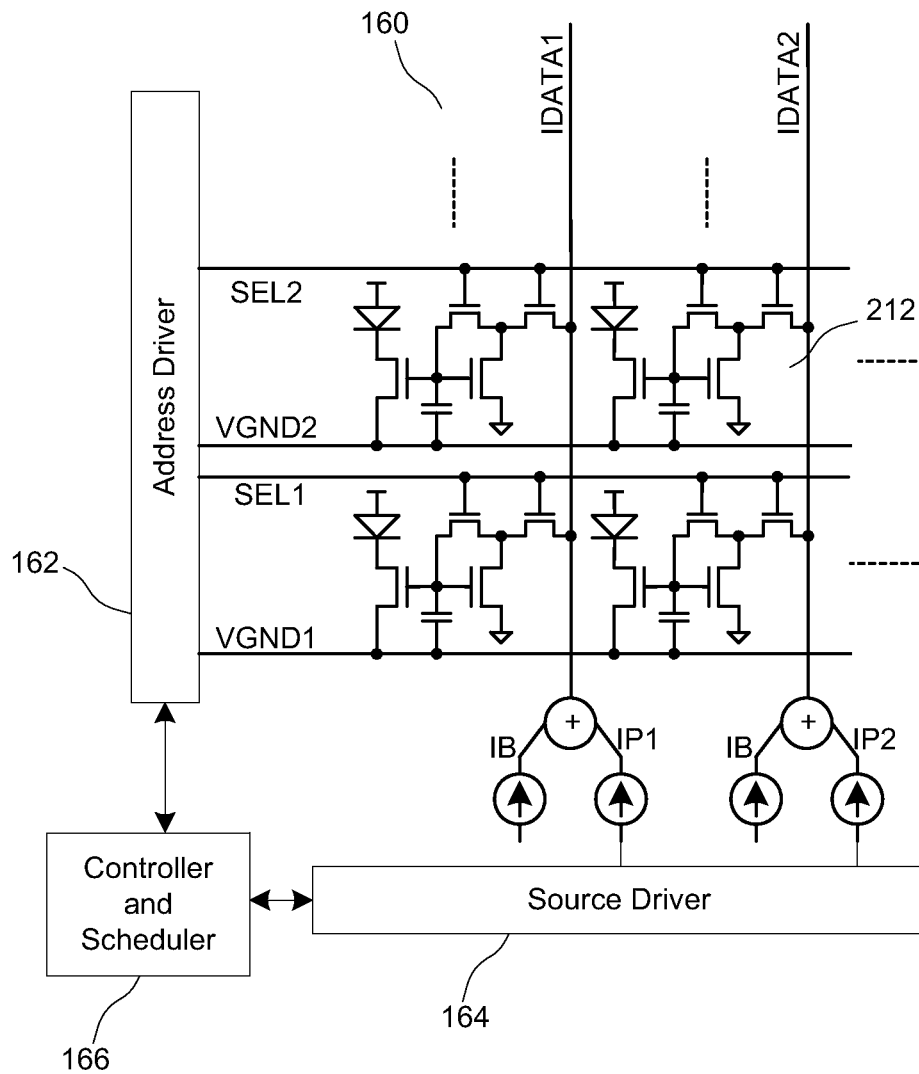 160
IDATA1
IDATA2
SEL2
212
Address Driver
VGND2
SEL1
162
VGND1
+
+
IB
IP1
IB
IP2
Controller
and
Scheduler
Source Driver
164
166